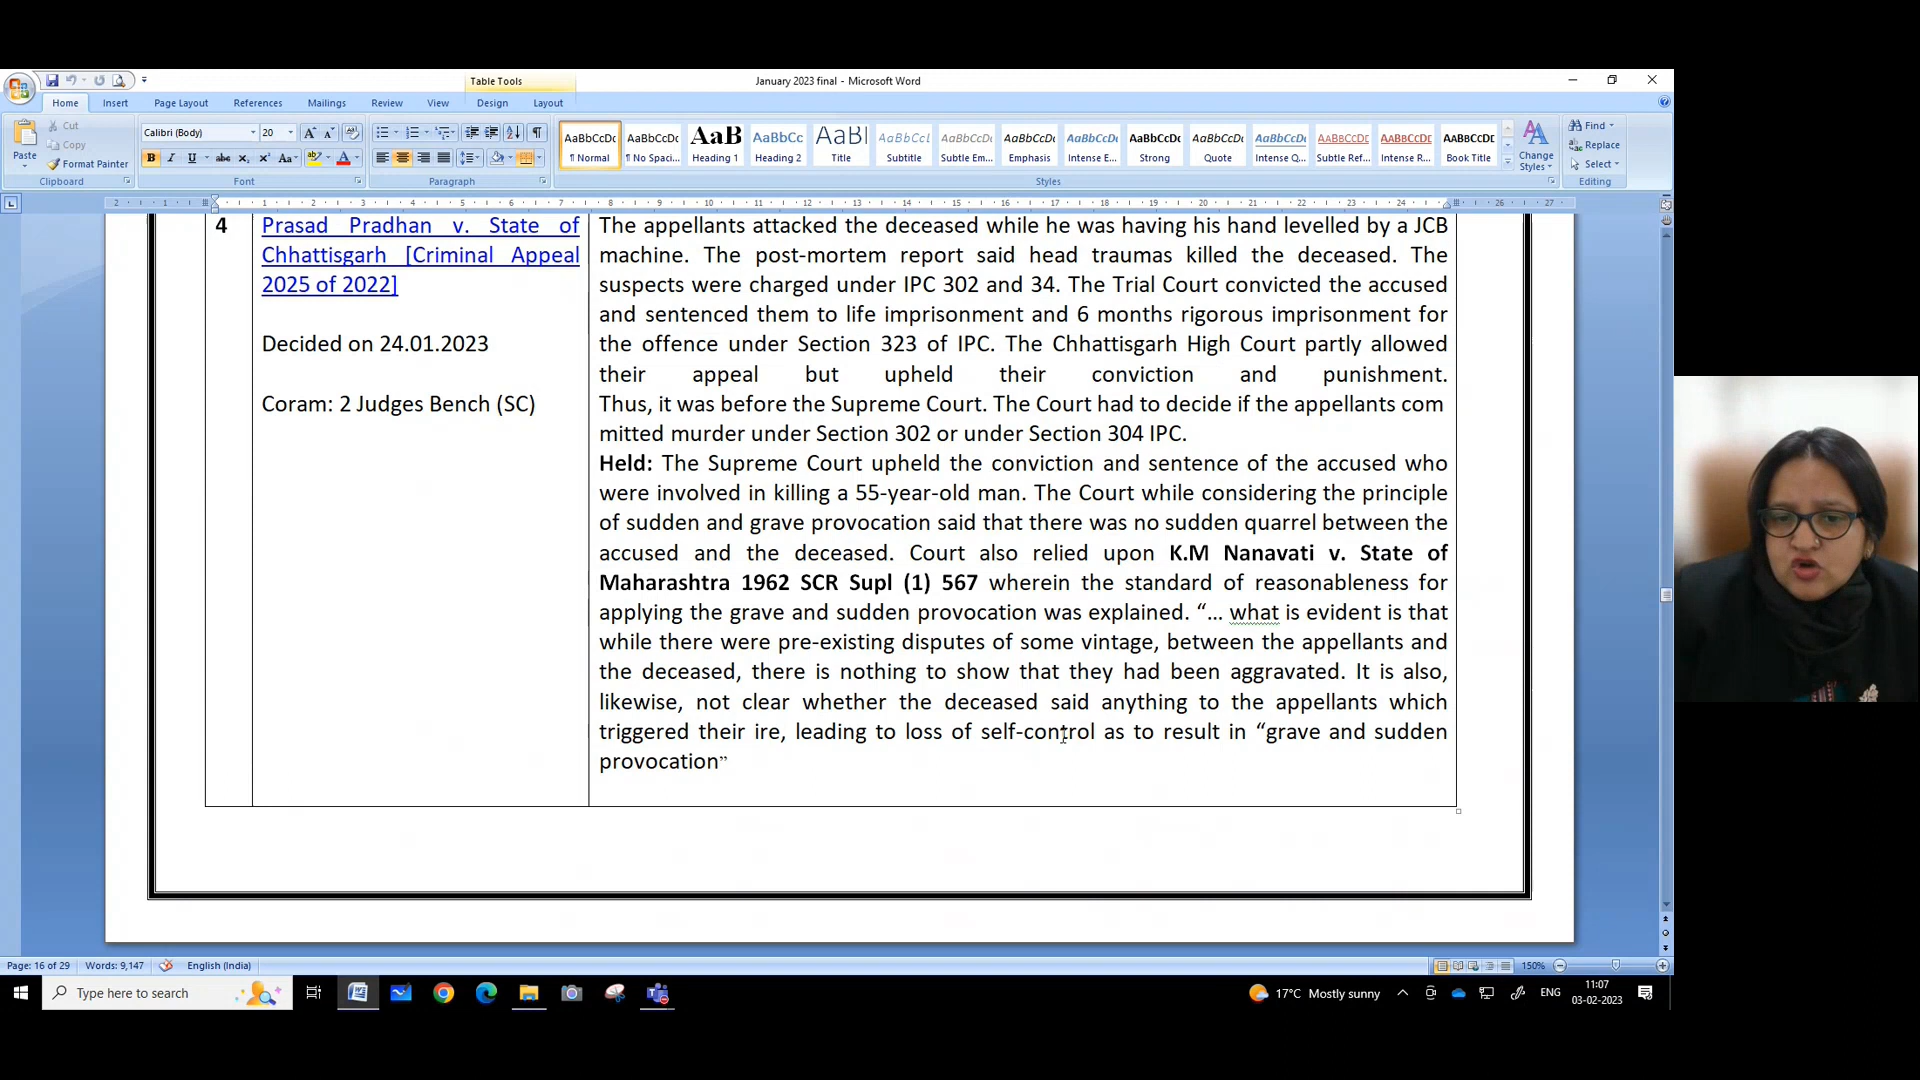 January 2023 final - Microsoft Word
Table Tools
Home Insert Page Layout References Mailings Review View Design Layout
Paste
Cut
Copy
Format Painter
Clipboard
Calibri (Body) 20
Font
Paragraph
AaBbCcDc AaBbCcDc AaB AaBbCc AaBl AaBbCcl AaBbCcDc AaBbCcDc AaBbCcDc AaBbCcDc AaBbCcDc AaBbCcDc AABBCCDE AABBCCDE AABBCCDE
¶ Normal ¶ No Spaci... Heading 1 Heading 2 Title Subtitle Subtle Em... Emphasis Intense E... Strong Quote Intense Q... Subtle Ref... Intense R... Book Title
Styles
Change Styles
Find
Replace
Select
Editing
4
Prasad Pradhan v. State of
Chhattisgarh [Criminal Appeal
2025 of 2022]
Decided on 24.01.2023
Coram: 2 Judges Bench (SC)
The appellants attacked the deceased while he was having his hand levelled by a JCB
machine. The post-mortem report said head traumas killed the deceased. The
suspects were charged under IPC 302 and 34. The Trial Court convicted the accused
and sentenced them to life imprisonment and 6 months rigorous imprisonment for
the offence under Section 323 of IPC. The Chhattisgarh High Court partly allowed
their appeal but upheld their conviction and punishment.
Thus, it was before the Supreme Court. The Court had to decide if the appellants com
mitted murder under Section 302 or under Section 304 IPC.
Held: The Supreme Court upheld the conviction and sentence of the accused who
were involved in killing a 55-year-old man. The Court while considering the principle
of sudden and grave provocation said that there was no sudden quarrel between the
accused and the deceased. Court also relied upon K.M Nanavati v. State of
Maharashtra 1962 SCR Supl (1) 567 wherein the standard of reasonableness for
applying the grave and sudden provocation was explained. “... what is evident is that
while there were pre-existing disputes of some vintage, between the appellants and
the deceased, there is nothing to show that they had been aggravated. It is also,
likewise, not clear whether the deceased said anything to the appellants which
triggered their ire, leading to loss of self-control as to result in “grave and sudden
provocation”
Page: 16 of 29 Words: 9,147 English (India) 150%
Type here to search
17°C Mostly sunny
ENG
11:07
03-02-2023